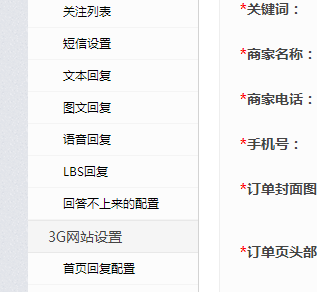 关注列表
短信设置
文本回复
图文回复
语音回复
LBS回复
回答不上来的配置
3G网站设置
首页回复配置
*关键词：
*商家名称：
*商家电话：
*手机号：
*订单封面图
*订单页头部